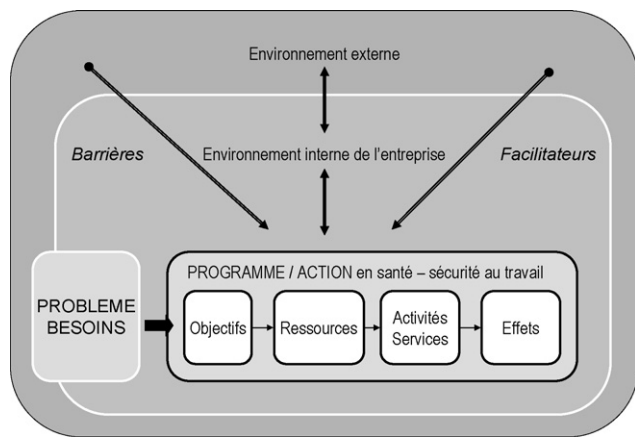 Environnement externe
Barrières
Environnement interne de l'entreprise
Facilitateurs
PROGRAMME / ACTION en santé – sécurité au travail
PROBLEME
BESOINS
Objectifs
Ressources
Activités
Services
Effets